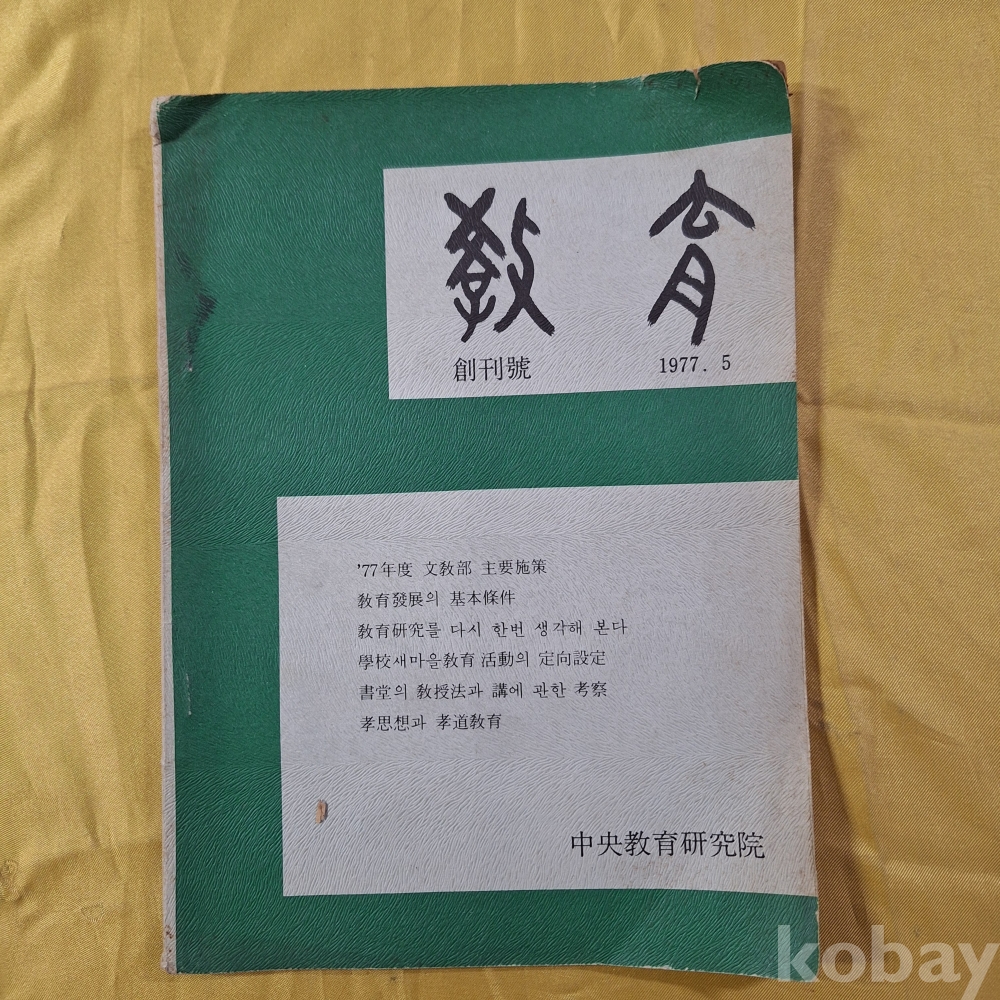 教育
創刊號 1977. 5
'77年度 文敎部 主要施策
敎育發展의 基本條件
敎育硏究를 다시 한번 생각해 본다
學校새마을敎育 活動의 定向設定
書堂의 敎授法과 講에 관한 考察
孝思想과 孝道敎育
中央敎育硏究院
kobay